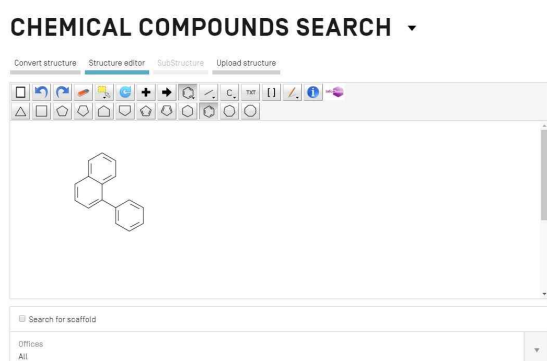 CHEMICAL COMPOUNDS SEARCH
Convert structure Structure editor SubStructure Upload structure
C TXT [ ]
Search for scaffold
Offices
All